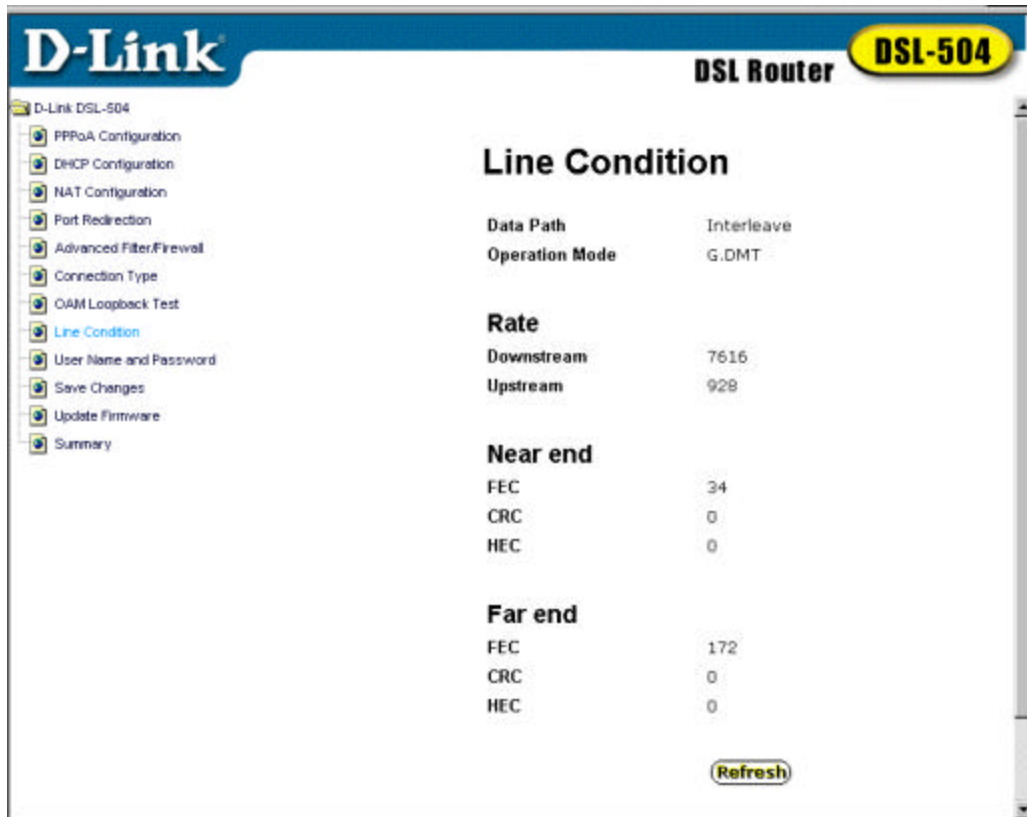 D-Link
DSL Router
DSL-504
D-Link DSL-504
PPPoA Configuration
DHCP Configuration
NAT Configuration
Port Redirection
Advanced Filter/Firewall
Connection Type
OAM Loopback Test
Line Condition
User Name and Password
Save Changes
Update Firmware
Summary
Line Condition
Data Path Interleave
Operation Mode G.DMT
Rate
Downstream 7616
Upstream 928
Near end
FEC 34
CRC 0
HEC 0
Far end
FEC 172
CRC 0
HEC 0
Refresh